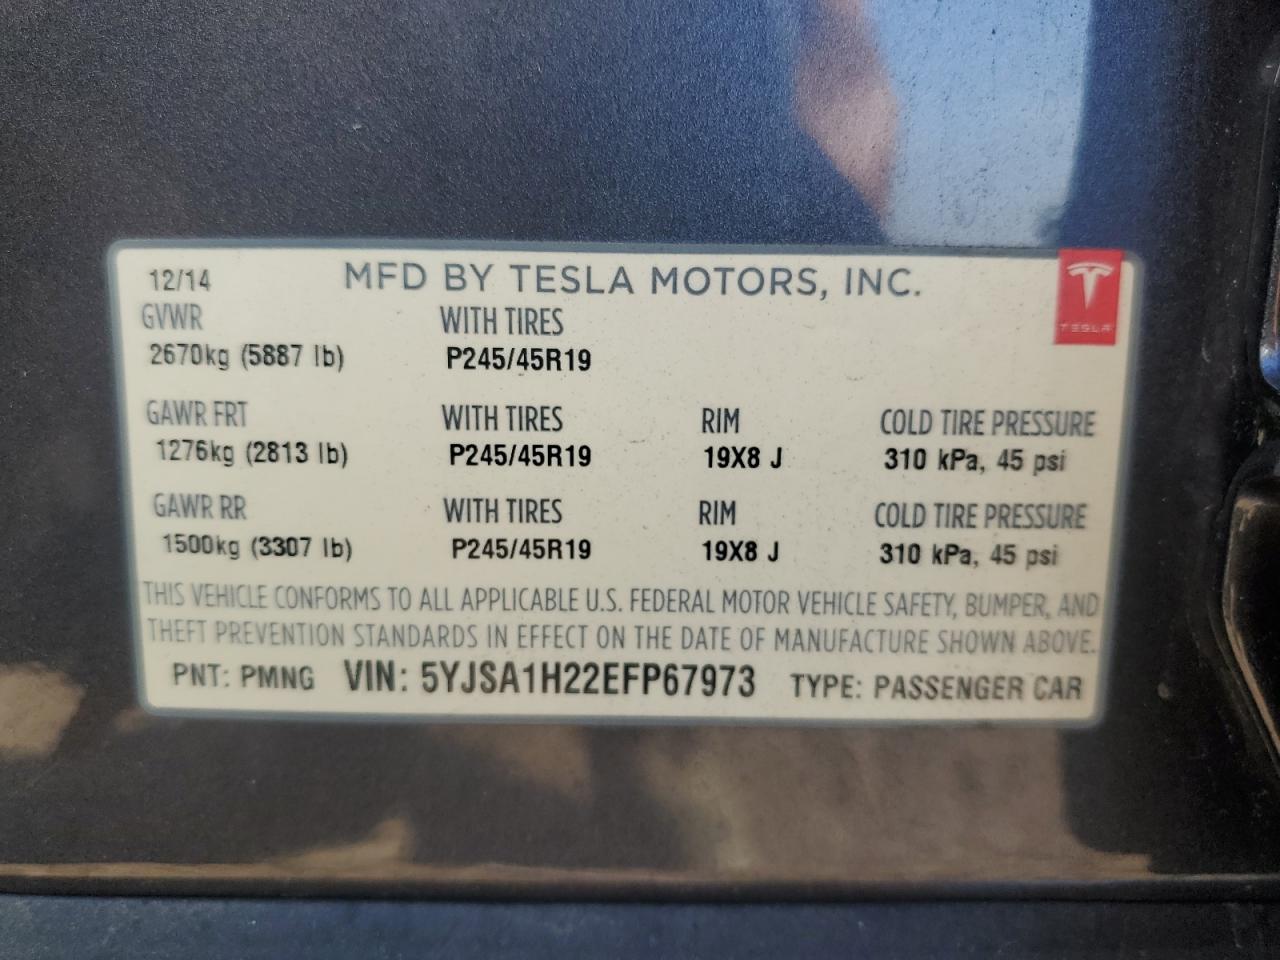 12/14 MFD BY TESLA MOTORS, INC.
TESLA
GVWR WITH TIRES
2670kg (5887 lb) P245/45R19
GAWR FRT WITH TIRES RIM COLD TIRE PRESSURE
1276kg (2813 lb) P245/45R19 19X8 J 310 kPa, 45 psi
GAWR RR WITH TIRES RIM COLD TIRE PRESSURE
1500kg (3307 lb) P245/45R19 19X8 J 310 kPa, 45 psi
THIS VEHICLE CONFORMS TO ALL APPLICABLE U.S. FEDERAL MOTOR VEHICLE SAFETY, BUMPER, AND
THEFT PREVENTION STANDARDS IN EFFECT ON THE DATE OF MANUFACTURE SHOWN ABOVE.
PNT: PMNG VIN: 5YJSA1H22EFP67973 TYPE: PASSENGER CAR